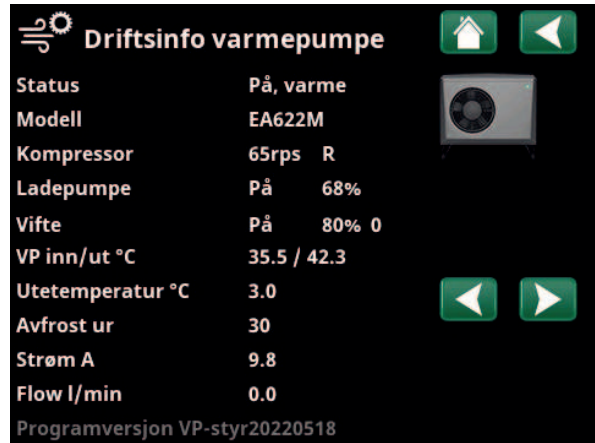 Driftsinfo varmepumpe
Status På, varme
Modell EA622M
Kompressor 65rps R
Ladepumpe På 68%
Vifte På 80% 0
VP inn/ut °C 35.5 / 42.3
Utetemperatur °C 3.0
Avfrost ur 30
Strøm A 9.8
Flow l/min 0.0
Programversjon VP-styr20220518